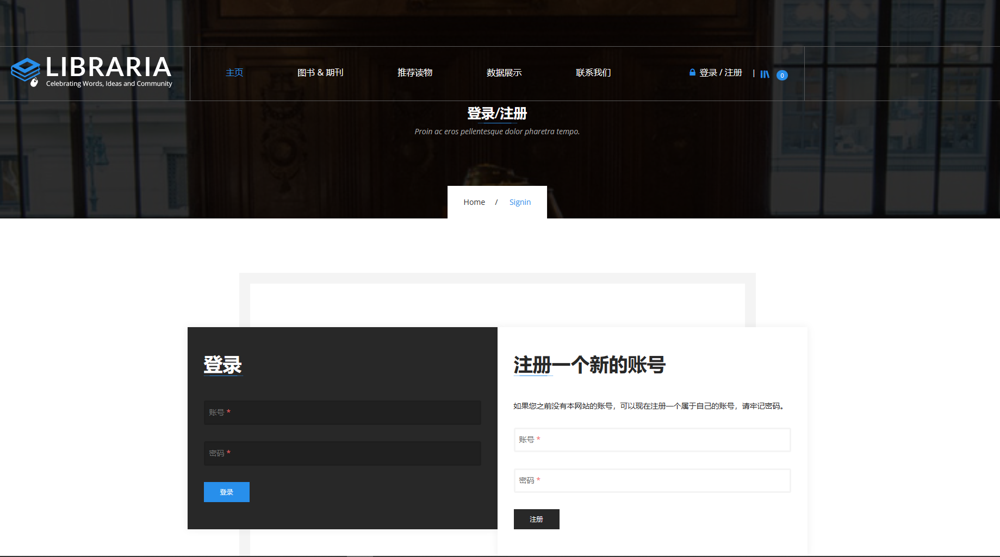 LIBRARIA
Celebrating Words, Ideas and Community
主页
图书 & 期刊
推荐读物
数据展示
联系我们
登录 / 注册 | 0
登录/注册
Proin ac eros pellentesque dolor pharetra tempo.
Home / Signin
登录
账号 *
密码 *
登录
注册一个新的账号
如果您之前没有本网站的账号，可以现在注册一个属于自己的账号，请牢记密码。
账号 *
密码 *
注册